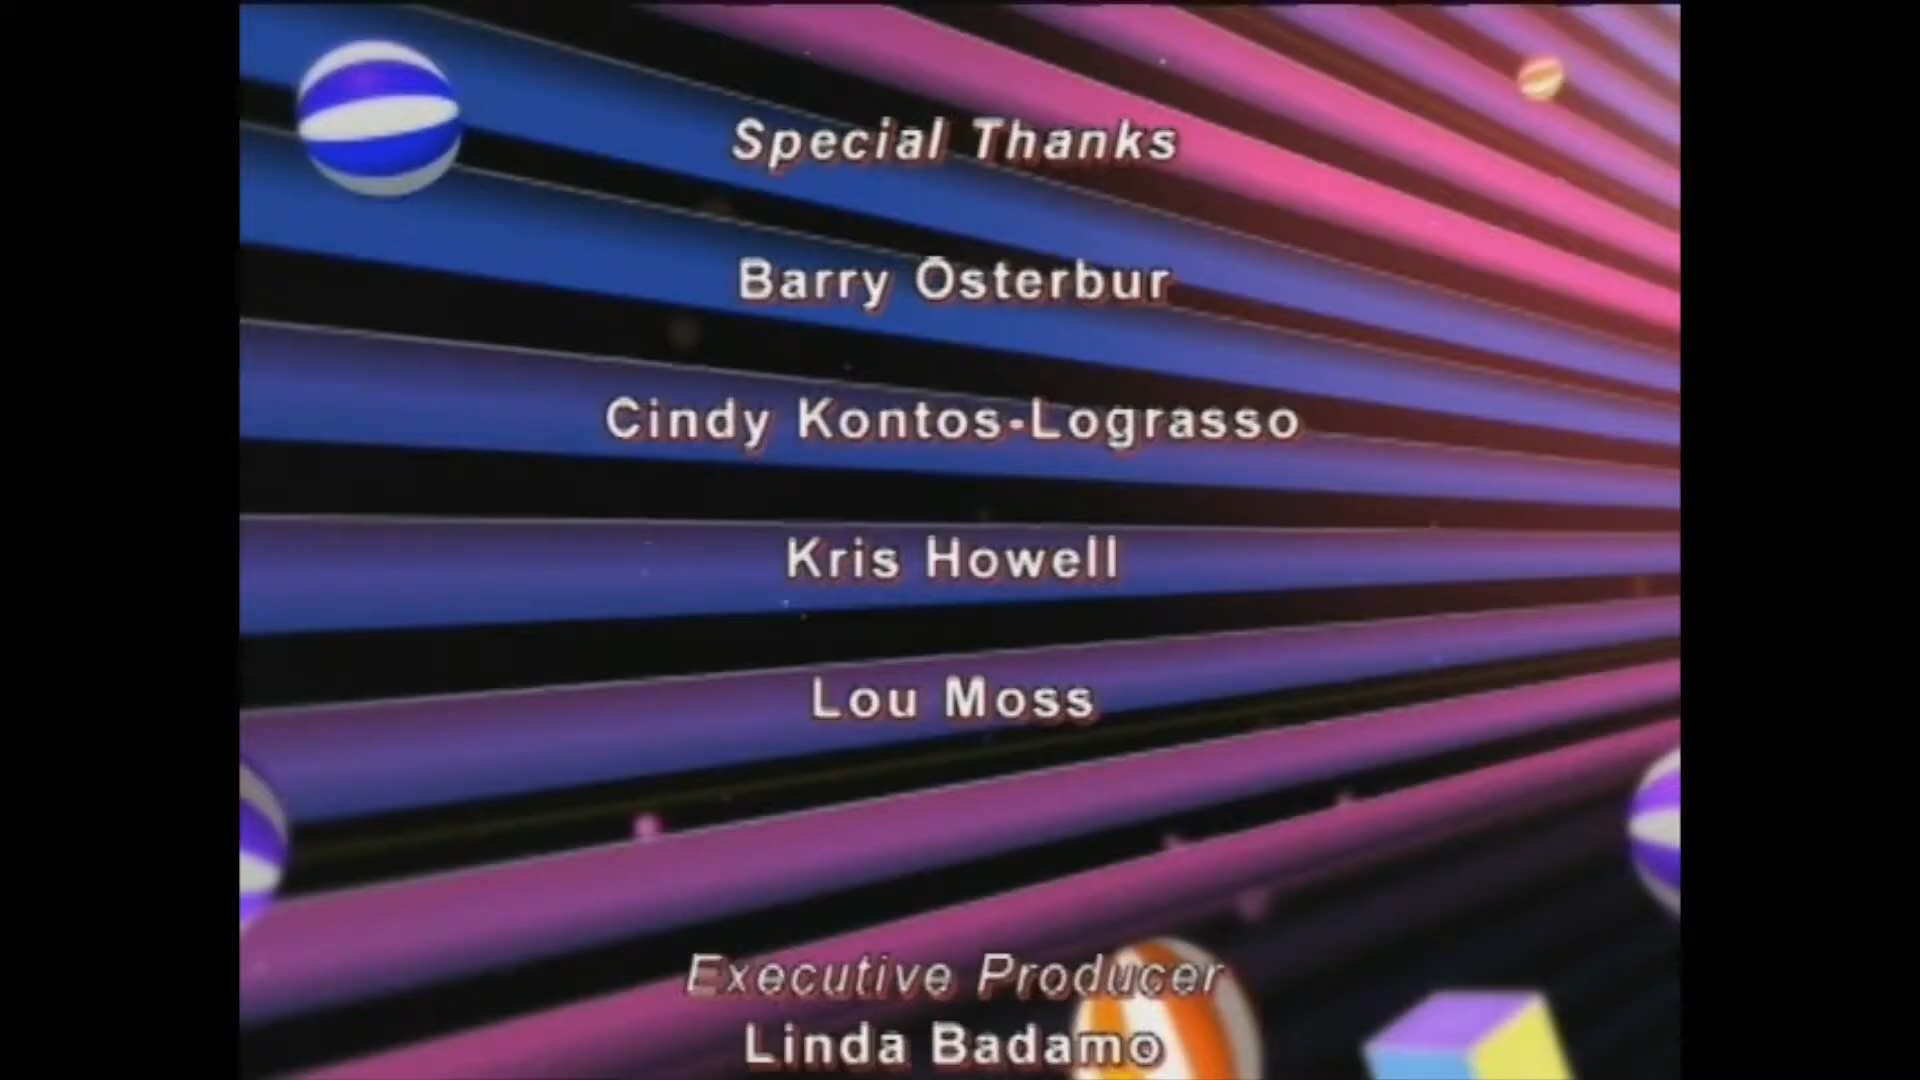 Special Thanks
Barry Osterbur
Cindy Kontos-Lograsso
Kris Howell
Lou Moss
Executive Producer
Linda Badamo